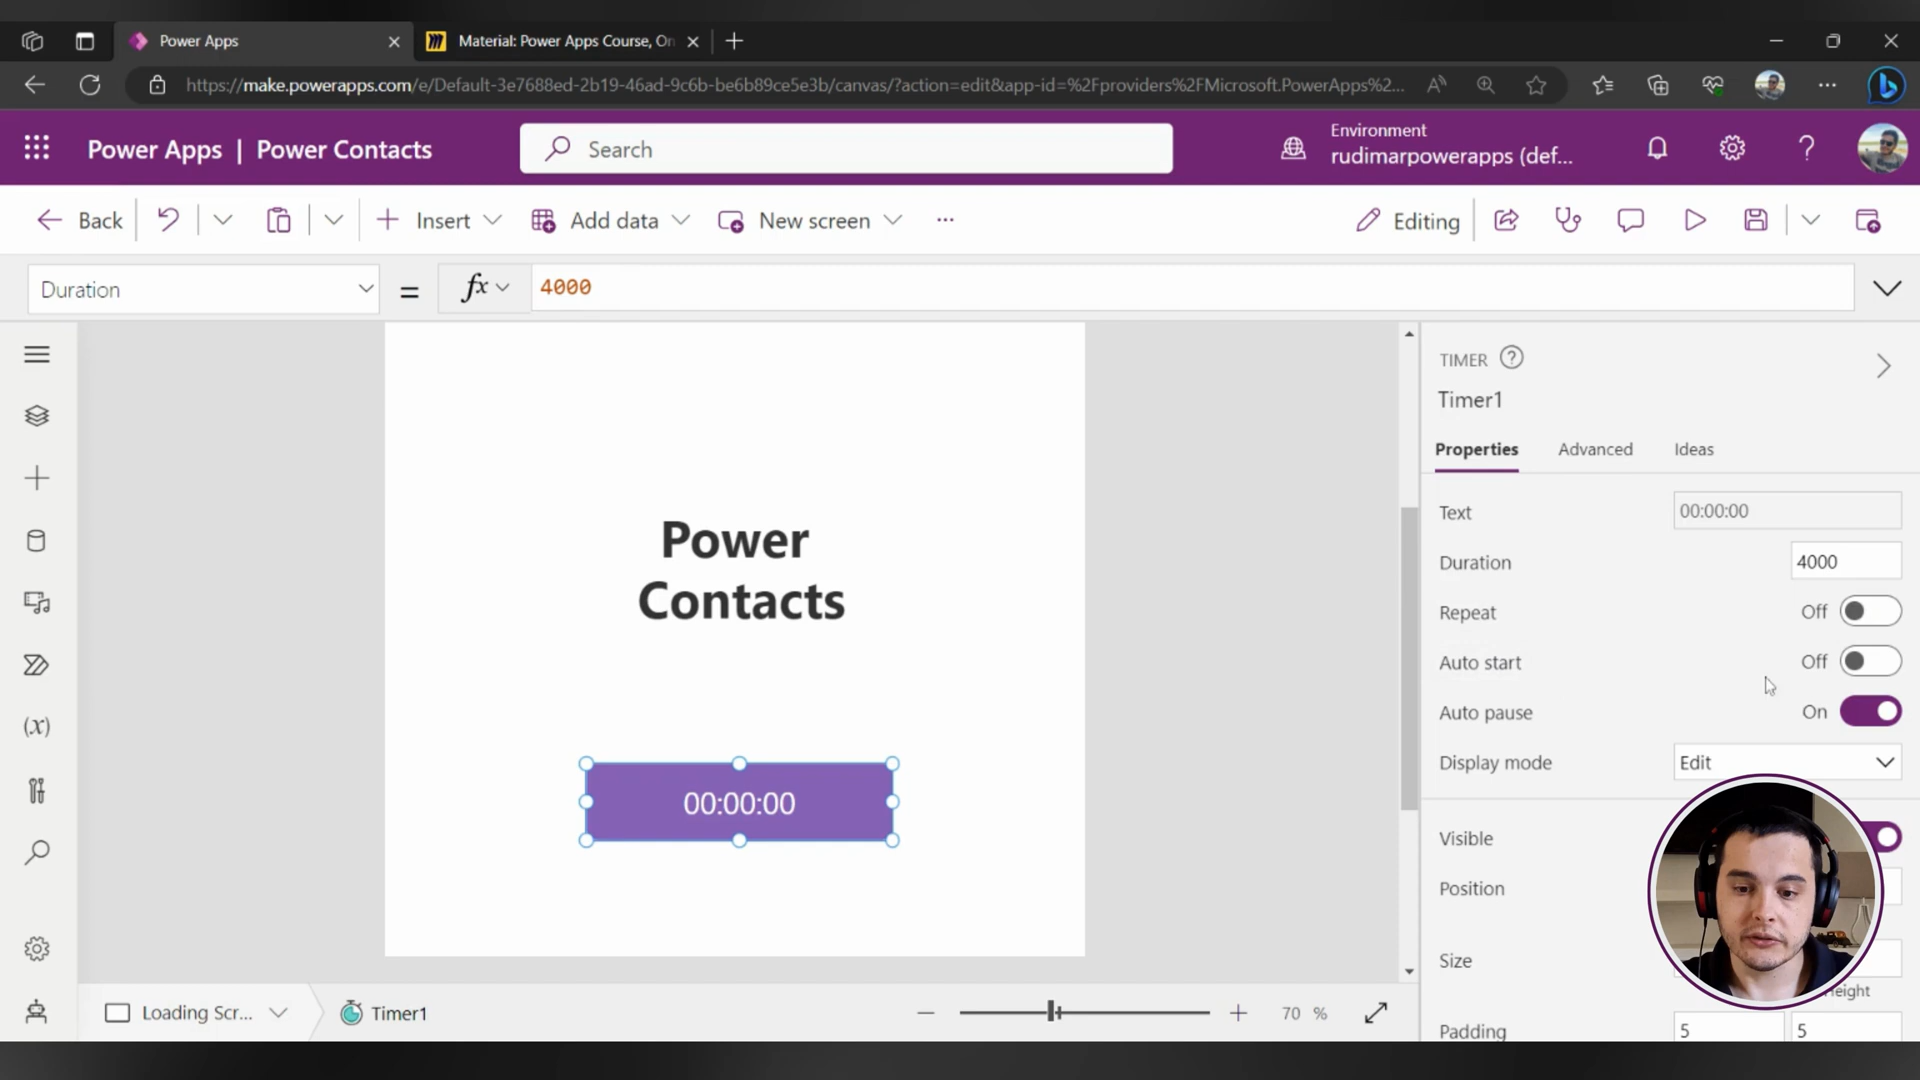 Power Apps
Material: Power Apps Course, On
https://make.powerapps.com/e/Default-3e7688ed-2b19-46ad-9c6b-be6b89ce5e3b/canvas/?action=edit&app-id=%2Fproviders%2FMicrosoft.PowerApps%2...
Power Apps | Power Contacts
Search
Environment
rudimarpowerapps (def...
Back
Insert
Add data
New screen
Editing
Duration
=
fx
4000
TIMER
Timer1
Properties
Advanced
Ideas
Text
00:00:00
Duration
4000
Repeat
Off
Auto start
Off
Auto pause
On
Display mode
Edit
Visible
Position
Size
eight
Padding
5
5
Power
Contacts
00:00:00
Loading Scr...
Timer1
70 %